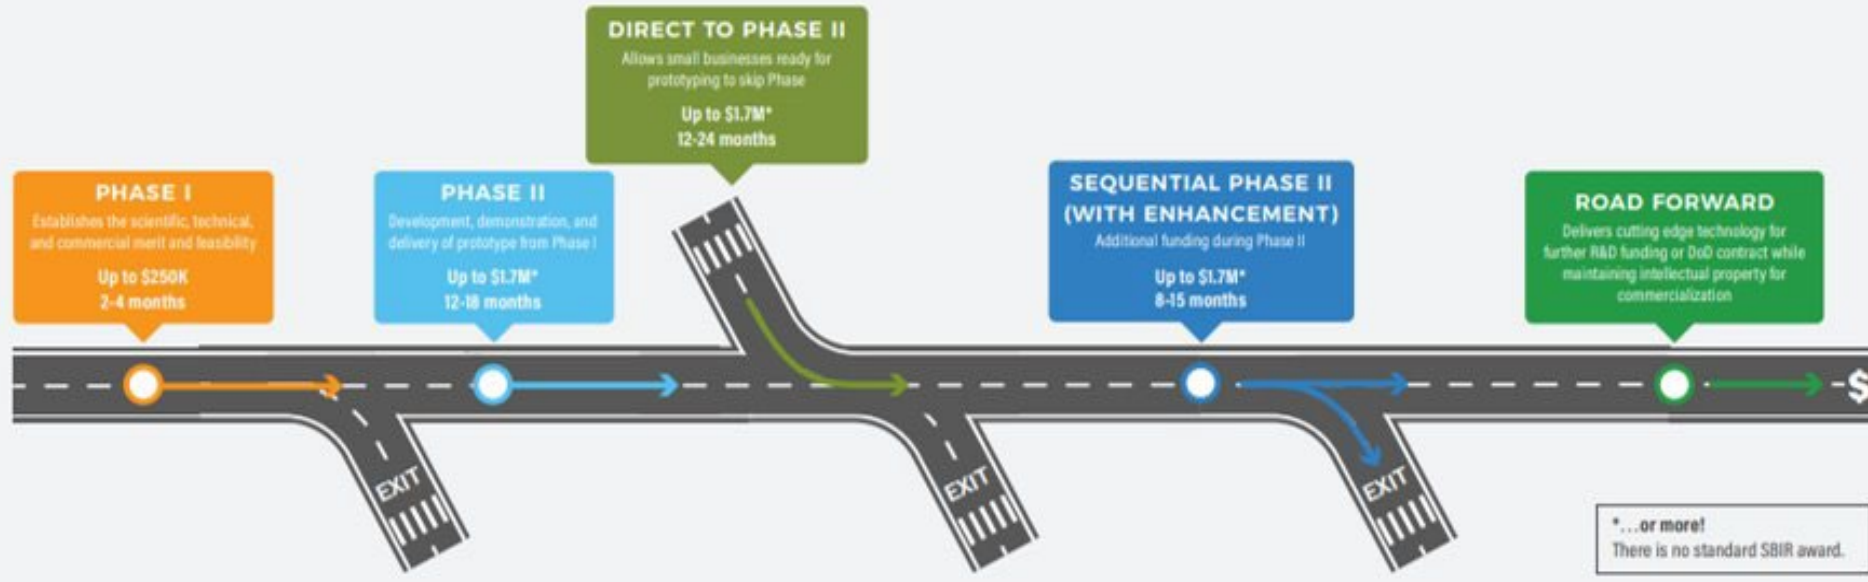 DIRECT TO PHASE II
Allows small businesses ready for
prototyping to skip Phase
Up to $1.7M*
12-24 months
PHASE I
Establishes the scientific, technical,
and commercial merit and feasibility
Up to $250K
2-4 months
PHASE II
Development, demonstration, and
delivery of prototype from Phase I
Up to $1.7M*
12-18 months
SEQUENTIAL PHASE II
(WITH ENHANCEMENT)
Additional funding during Phase II
Up to $1.7M*
8-15 months
ROAD FORWARD
Delivers cutting edge technology for
further R&D funding or DoD contract while
maintaining intellectual property for
commercialization
$
EXIT
EXIT
EXIT
*...or more!
There is no standard SBIR award.